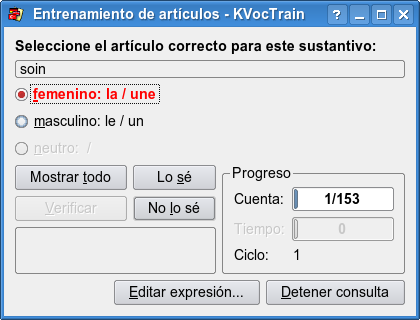 Entrenamiento de artículos - KVocTrain
Seleccione el artículo correcto para este sustantivo:
soin
femenino: la / une
masculino: le / un
neutro: /
Mostrar todo
Lo sé
Verificar
No lo sé
Progreso
Cuenta: 1/153
Tiempo: 0
Ciclo: 1
Editar expresión...
Detener consulta